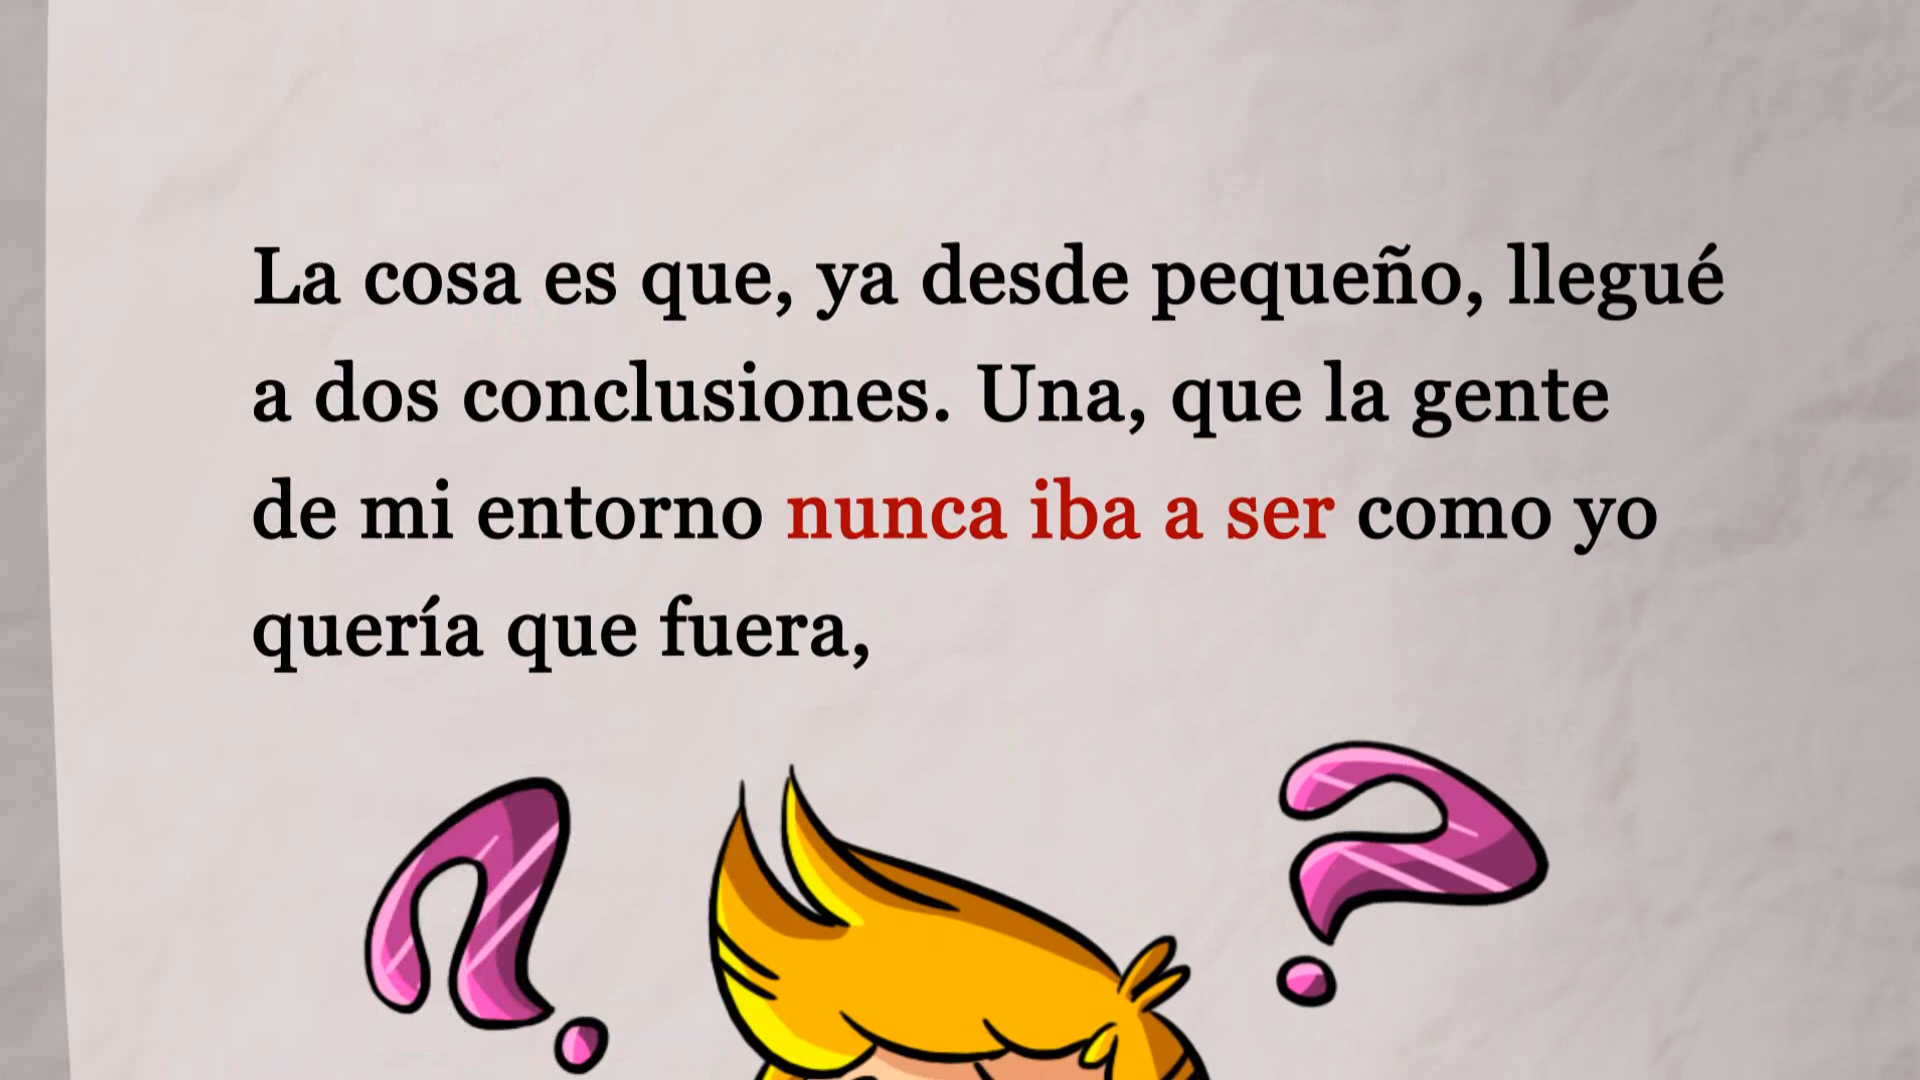 La cosa es que, ya desde pequeño, llegué
a dos conclusiones. Una, que la gente
de mi entorno nunca iba a ser como yo
quería que fuera,